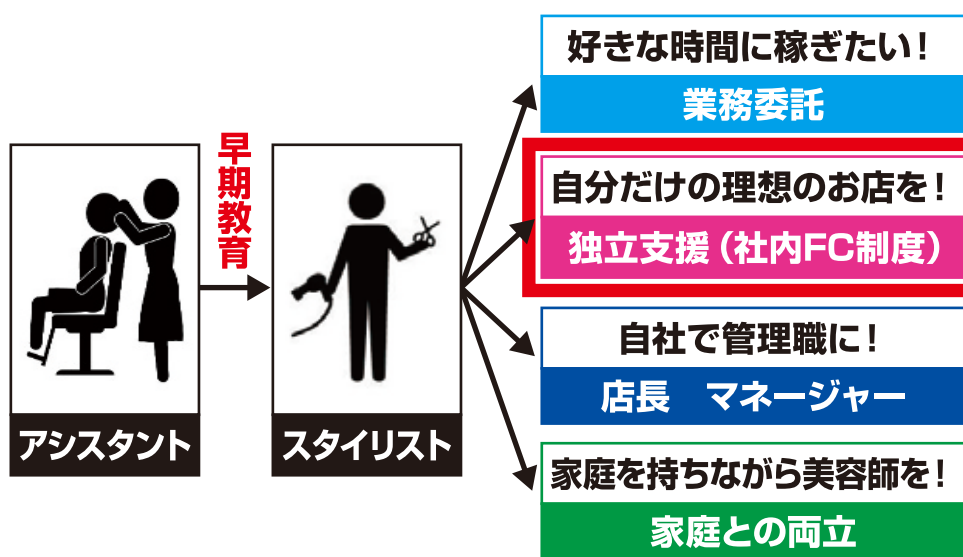 アシスタント
早期教育
スタイリスト
好きな時間に稼ぎたい！
業務委託
自分だけの理想のお店を！
独立支援（社内FC制度）
自社で管理職に！
店長　マネージャー
家庭を持ちながら美容師を！
家庭との両立